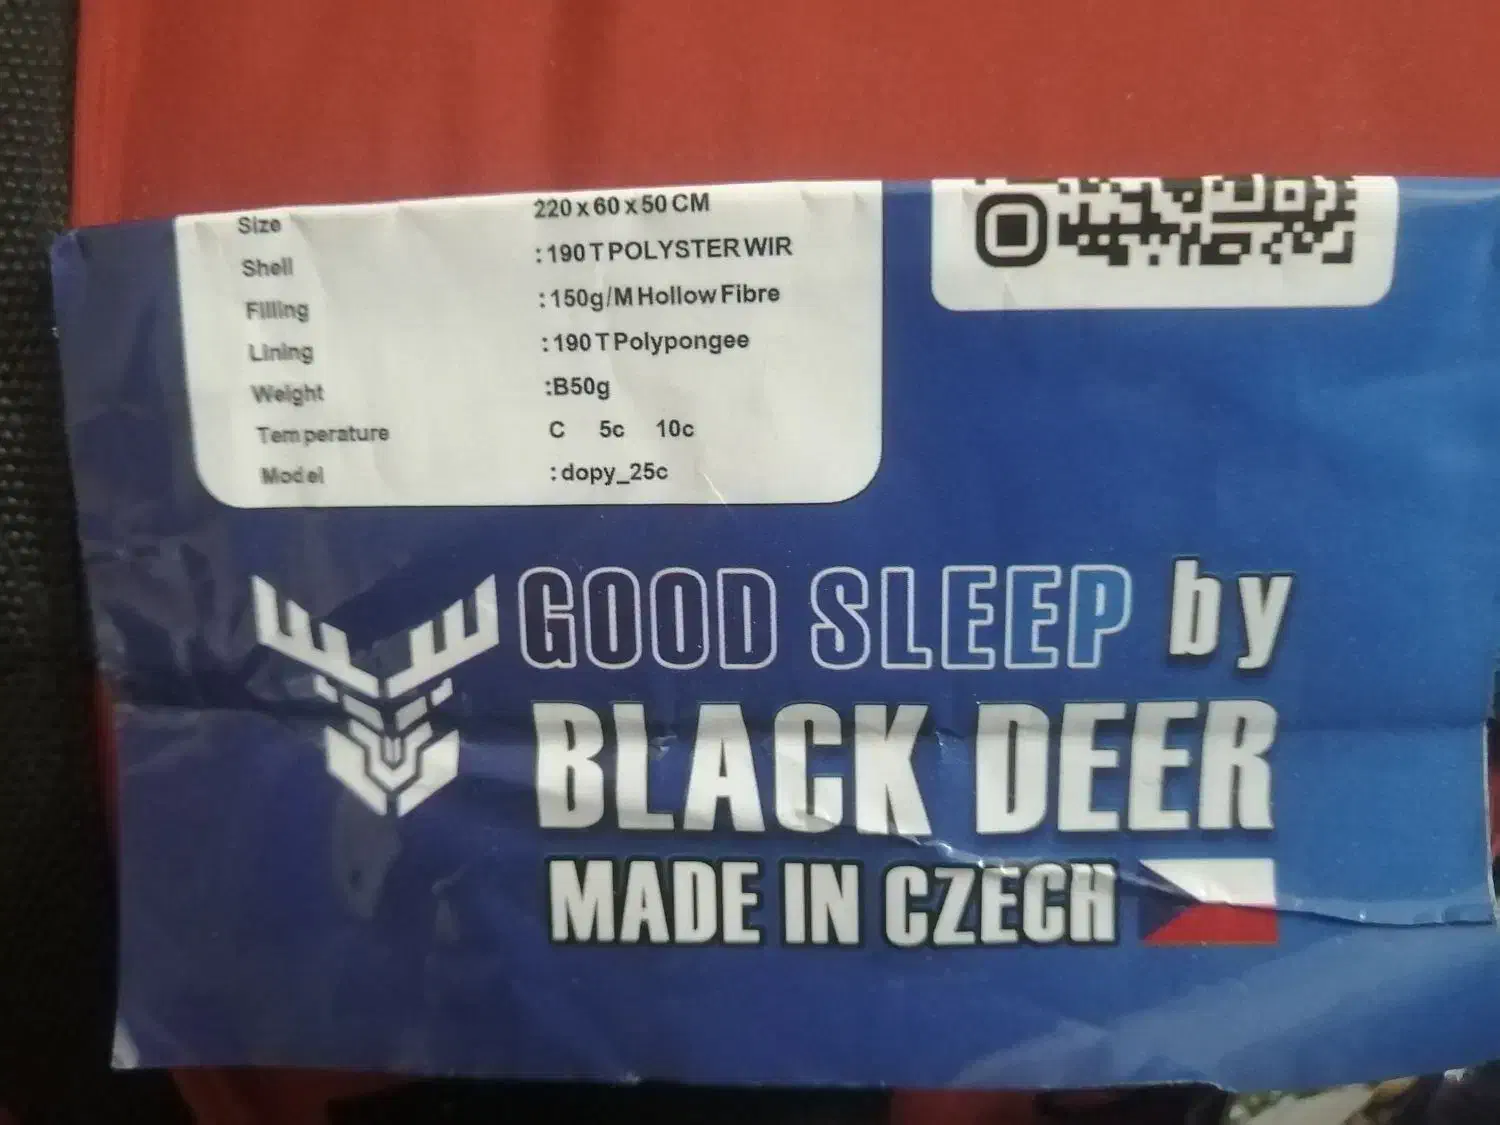 Size 220 x 60 x 50 CM
Shell :190 T POLYSTER WIR
Filling :150g/M Hollow Fibre
Lining :190 T Polypongee
Weight :B50g
Temperature C 5c 10c
Model :dopy_25c
GOOD SLEEP by
BLACK DEER
MADE IN CZECH